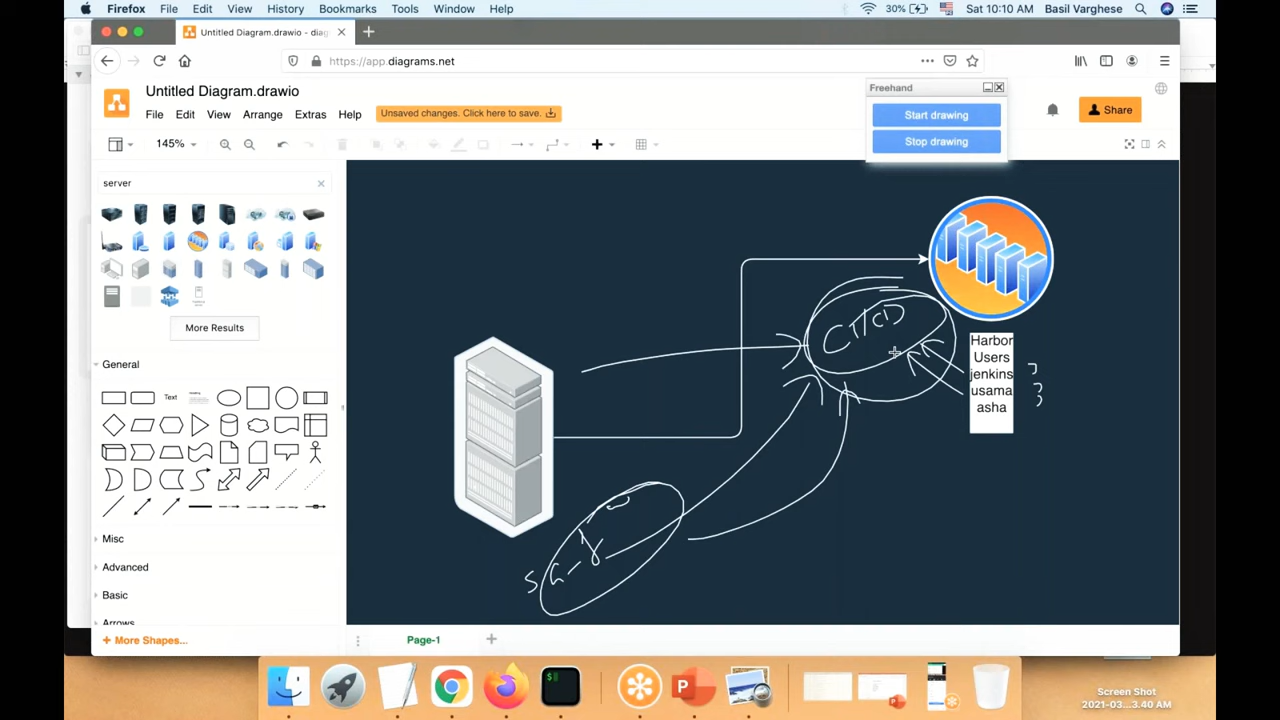 Firefox File Edit View History Bookmarks Tools Window Help 30% Sat 10:10 AM Basil Varghese
Untitled Diagram.drawio - diag
https://app.diagrams.net
Untitled Diagram.drawio
File Edit View Arrange Extras Help
Unsaved changes. Click here to save.
Share
Freehand
Start drawing
Stop drawing
145%
server
More Results
General
Text
Misc
Advanced
Basic
Arrows
+ More Shapes...
CI/CD
Harbor
Users
jenkins
usama
asha
Page-1
Screen Shot
2021-03....3.40 AM